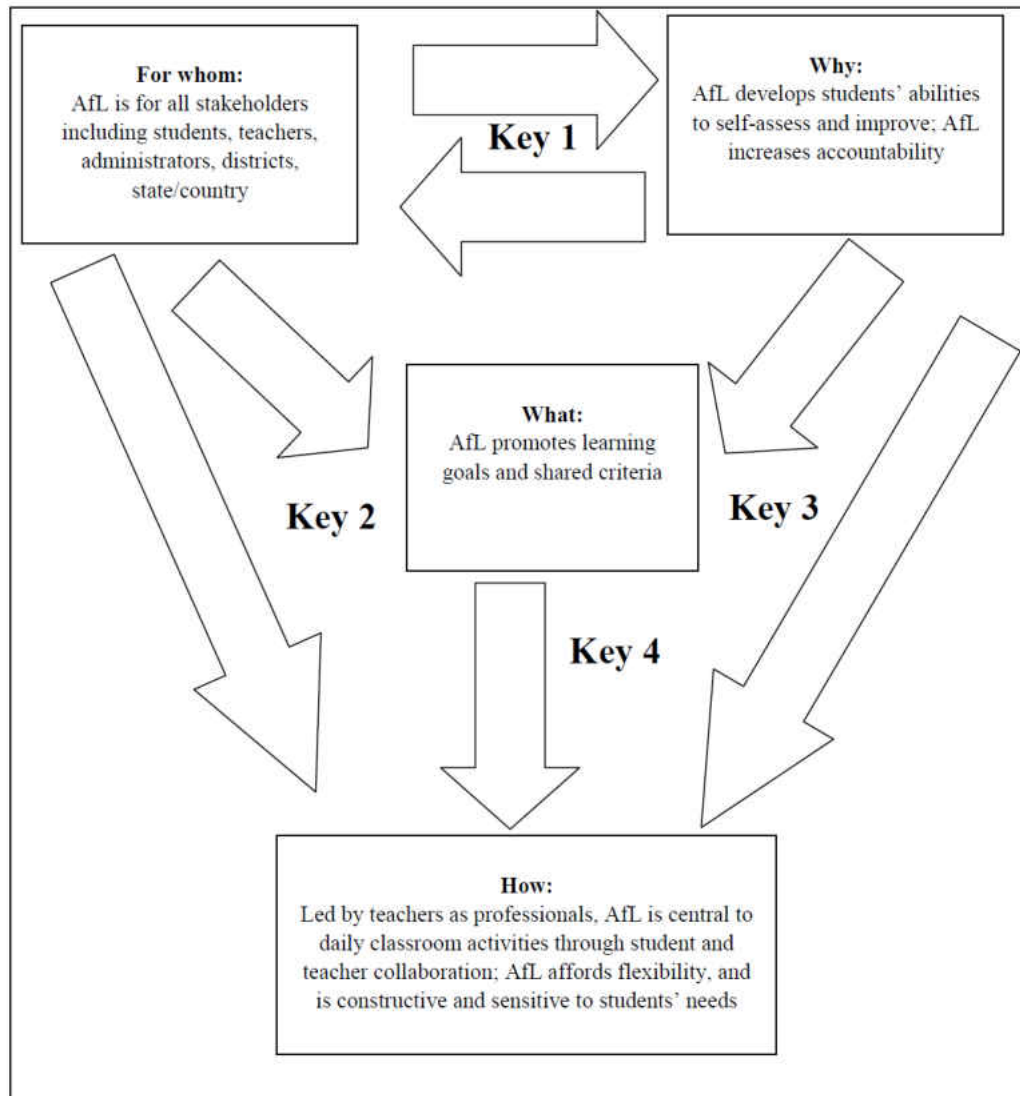 For whom:
AfL is for all stakeholders
including students, teachers,
administrators, districts,
state/country
Key 1
Why:
AfL develops students’ abilities
to self-assess and improve; AfL
increases accountability
What:
AfL promotes learning
goals and shared criteria
Key 2
Key 3
Key 4
How:
Led by teachers as professionals, AfL is central to
daily classroom activities through student and
teacher collaboration; AfL affords flexibility, and
is constructive and sensitive to students’ needs